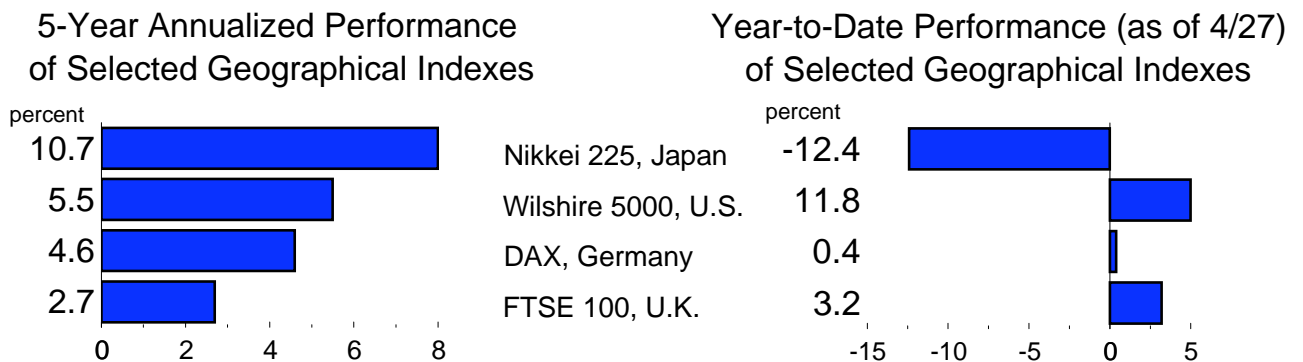 5-Year Annualized Performance
of Selected Geographical Indexes
percent
10.7
5.5
4.6
2.7
0 2 4 6 8
Nikkei 225, Japan
Wilshire 5000, U.S.
DAX, Germany
FTSE 100, U.K.
Year-to-Date Performance (as of 4/27)
of Selected Geographical Indexes
percent
-12.4
11.8
0.4
3.2
-15 -10 -5 0 5